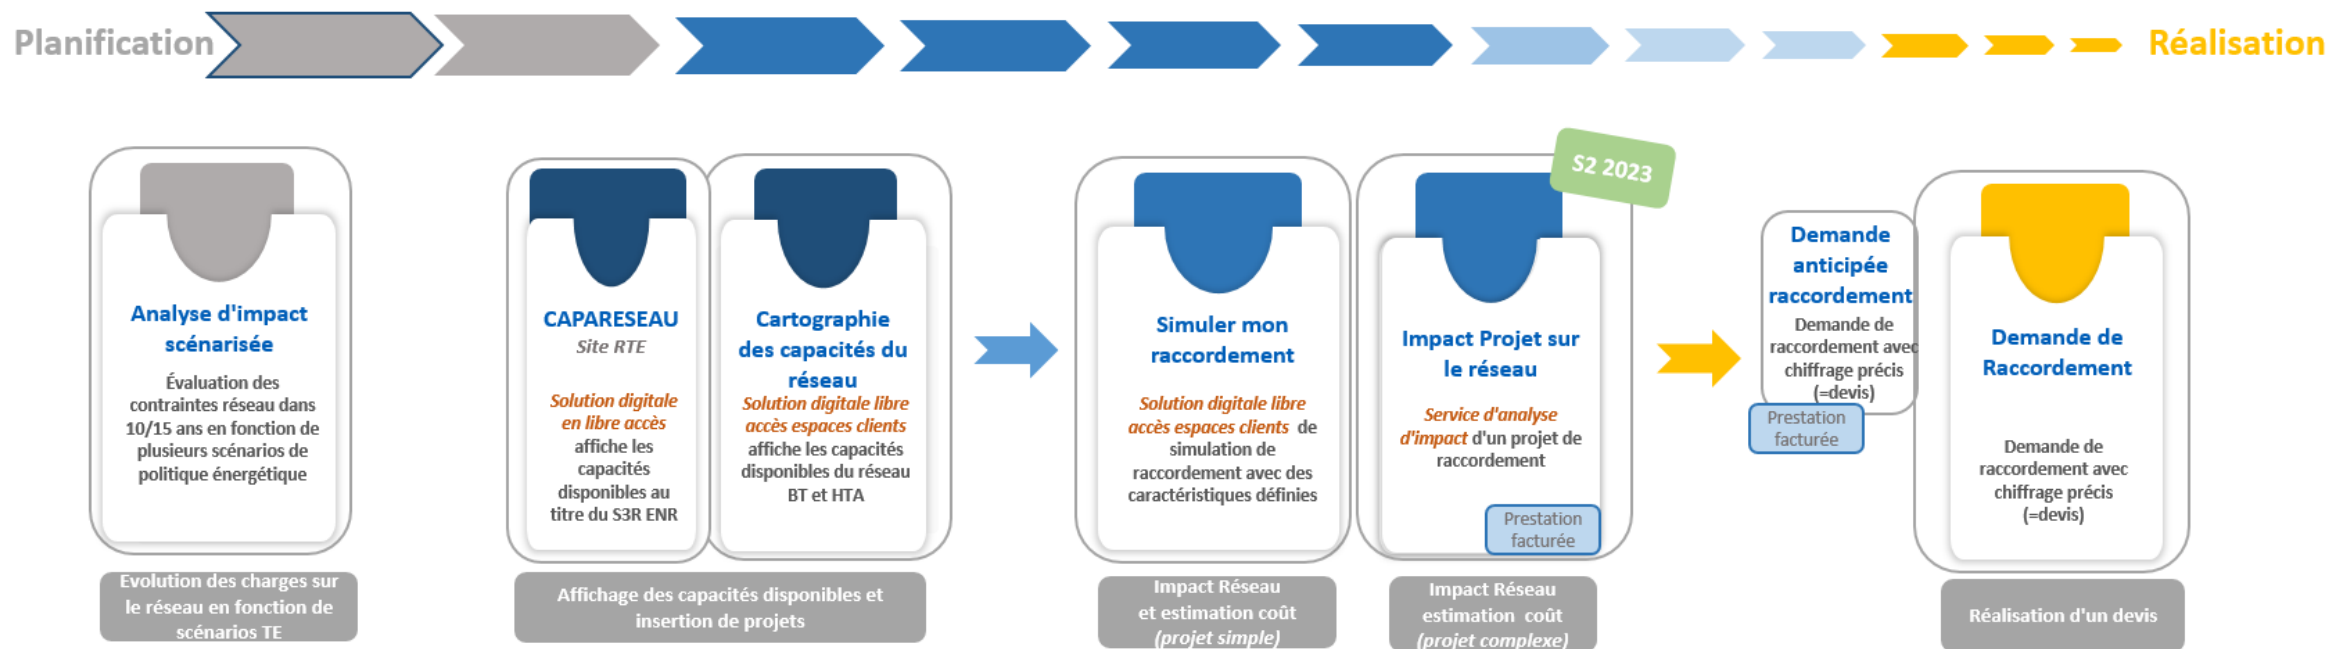 Planification
Réalisation
Analyse d'impact
scénarisée
Évaluation des
contraintes réseau dans
10/15 ans en fonction de
plusieurs scénarios de
politique énergétique
Evolution des charges sur
le réseau en fonction de
scénarios TE
CAPARESEAU
Site RTE
Solution digitale
en libre accès
affiche les
capacités
disponibles au
titre du S3R ENR
Cartographie
des capacités du
réseau
Solution digitale libre
accès espaces clients
affiche les capacités
disponibles du réseau
BT et HTA
Affichage des capacités disponibles et
insertion de projets
Simuler mon
raccordement
Solution digitale libre
accès espaces clients de
simulation de
raccordement avec des
caractéristiques définies
Impact Réseau
et estimation coût
(projet simple)
S2 2023
Impact Projet sur
le réseau
Service d'analyse
d'impact d'un projet de
raccordement
Prestation
facturée
Impact Réseau
estimation coût
(projet complexe)
Demande
anticipée
raccordement
Demande de
raccordement avec
chiffrage précis
(=devis)
Prestation
facturée
Demande de
Raccordement
Demande de
raccordement avec
chiffrage précis
(=devis)
Réalisation d'un devis